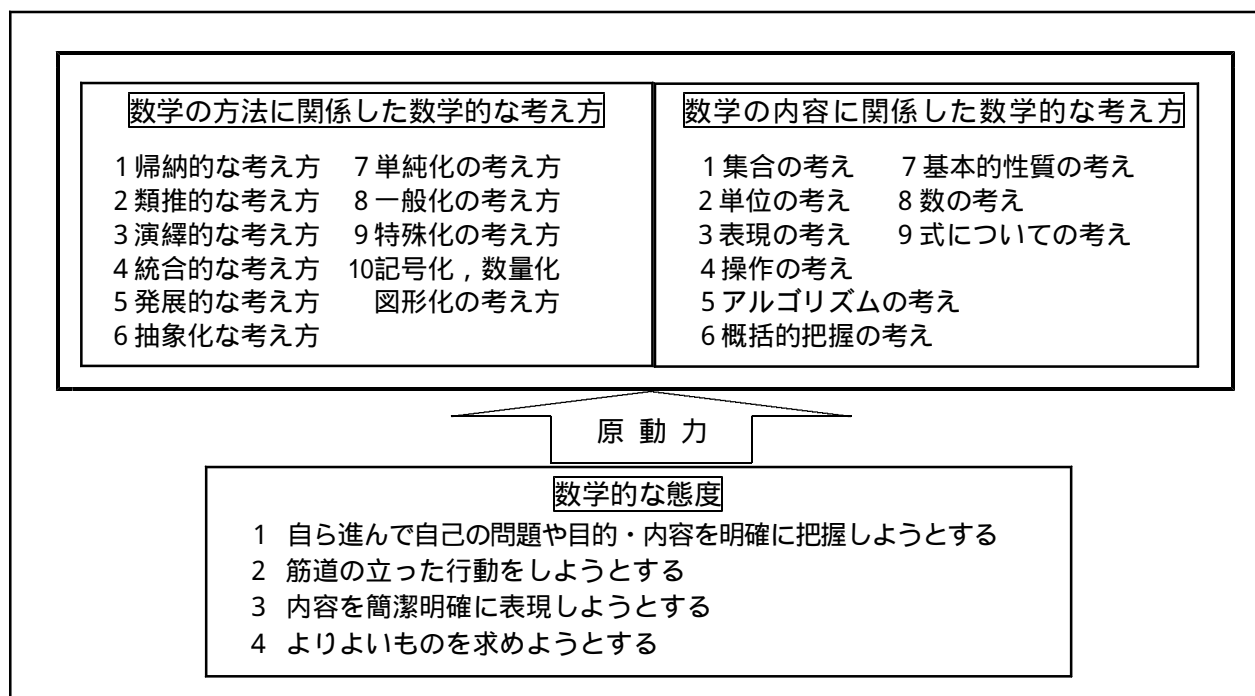 数学の方法に関係した数学的な考え方
1 帰納的な考え方 7 単純化の考え方
2 類推的な考え方 8 一般化の考え方
3 演繹的な考え方 9 特殊化の考え方
4 統合的な考え方 10記号化，数量化
5 発展的な考え方 図形化の考え方
6 抽象化な考え方
数学の内容に関係した数学的な考え方
1 集合の考え 7 基本的性質の考え
2 単位の考え 8 数の考え
3 表現の考え 9 式についての考え
4 操作の考え
5 アルゴリズムの考え
6 概括的把握の考え
原 動 力
数学的な態度
1 自ら進んで自己の問題や目的・内容を明確に把握しようとする
2 筋道の立った行動をしようとする
3 内容を簡潔明確に表現しようとする
4 よりよいものを求めようとする